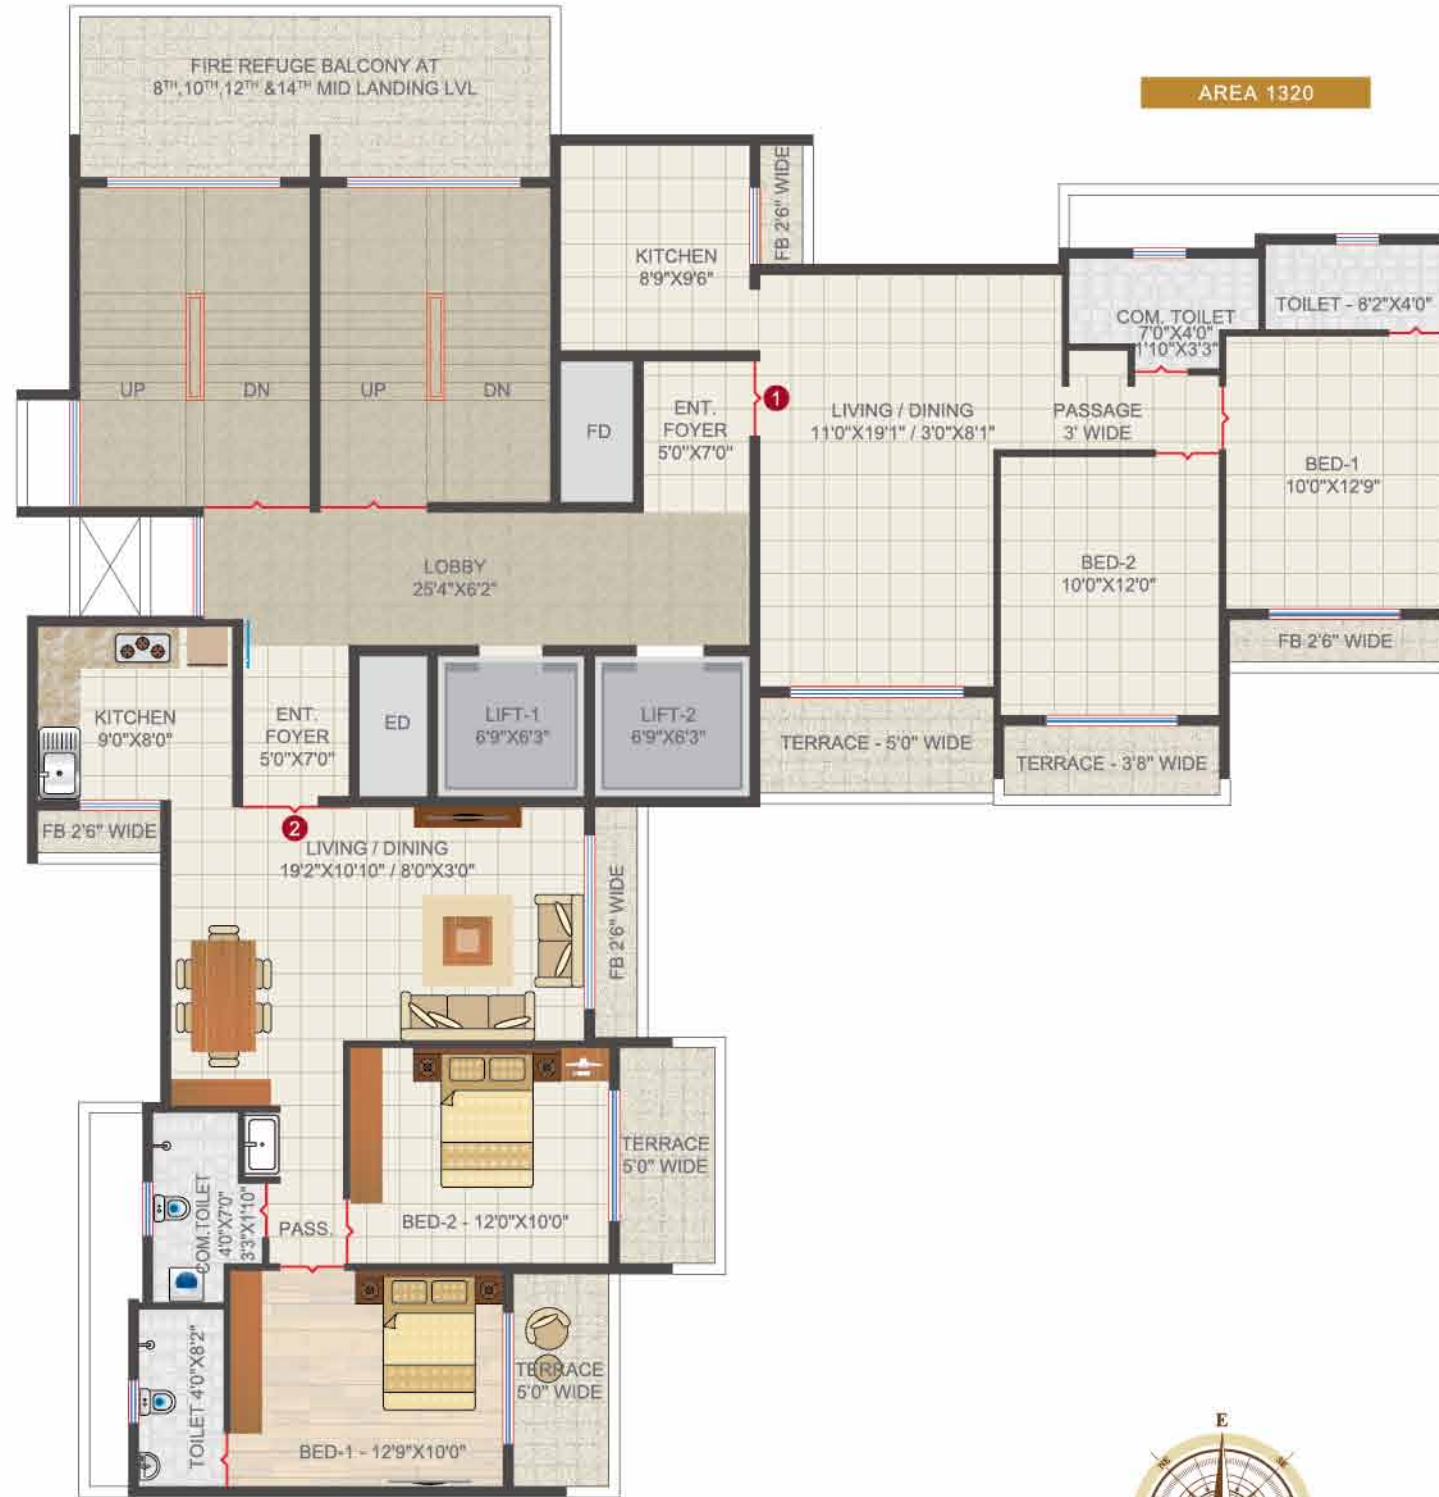 FIRE REFUGE BALCONY AT
8TH,10TH,12TH &14TH MID LANDING LVL
AREA 1320
FB 2'6" WIDE
KITCHEN
8'9"X9'6"
COM. TOILET
7'0"X4'0"
1'10"X3'3"
TOILET - 8'2"X4'0"
UP
DN
UP
DN
FD
ENT.
FOYER
5'0"X7'0"
1
LIVING / DINING
11'0"X19'1" / 3'0"X8'1"
PASSAGE
3' WIDE
BED-1
10'0"X12'9"
LOBBY
25'4"X6'2"
BED-2
10'0"X12'0"
FB 2'6" WIDE
KITCHEN
9'0"X8'0"
ENT.
FOYER
5'0"X7'0"
ED
LIFT-1
6'9"X6'3"
LIFT-2
6'9"X6'3"
TERRACE - 5'0" WIDE
TERRACE - 3'8" WIDE
FB 2'6" WIDE
2
LIVING / DINING
19'2"X10'10" / 8'0"X3'0"
FB 2'6" WIDE
TERRACE
5'0" WIDE
COM.TOILET
4'0"X7'0"
3'3"X1'10"
PASS.
BED-2 - 12'0"X10'0"
TOILET 4'0"X8'2"
TERRACE
5'0" WIDE
BED-1 - 12'9"X10'0"
E
NE
SE